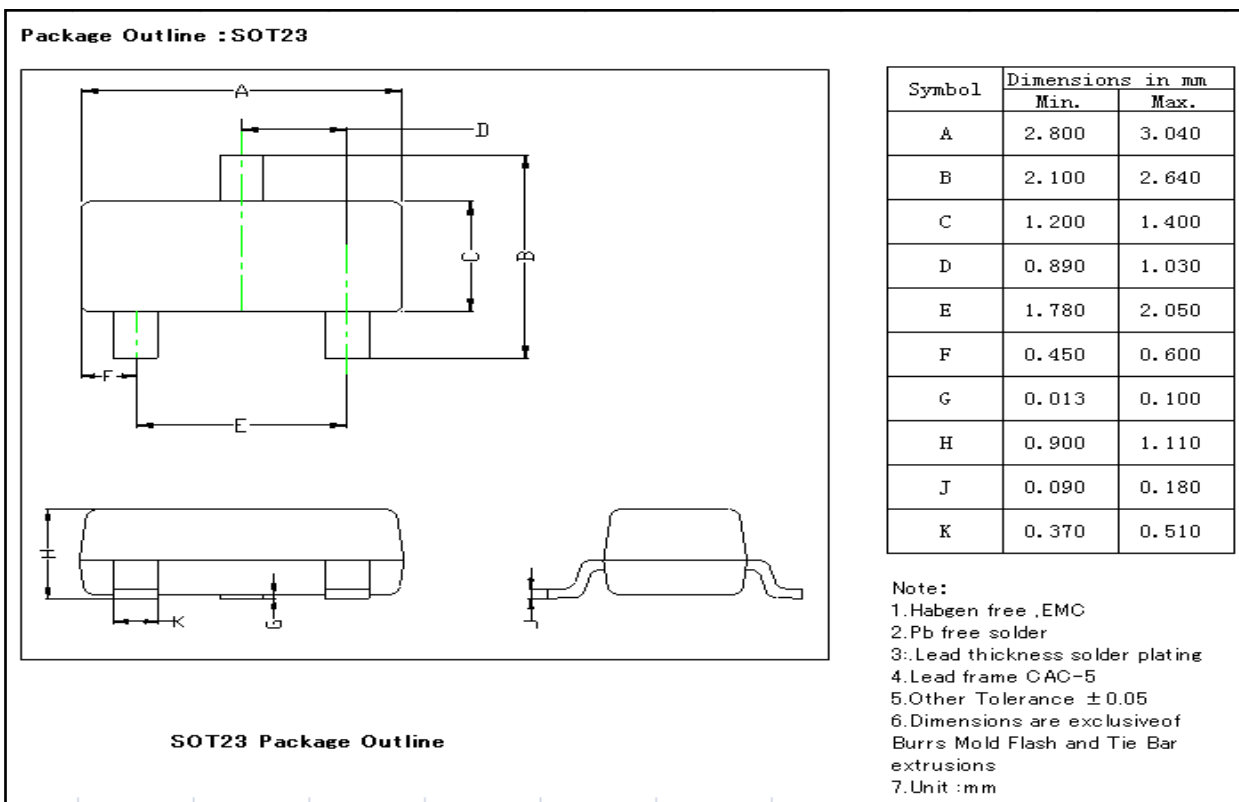 Package Outline :SOT23
A
D
C
B
F
E
H
K
G
J
SOT23 Package Outline
Symbol Dimensions in mm
Min. Max.
A 2.800 3.040
B 2.100 2.640
C 1.200 1.400
D 0.890 1.030
E 1.780 2.050
F 0.450 0.600
G 0.013 0.100
H 0.900 1.110
J 0.090 0.180
K 0.370 0.510
Note:
1.Habgen free ,EMC
2.Pb free solder
3:.Lead thickness solder plating
4.Lead frame CAC-5
5.Other Tolerance ±0.05
6.Dimensions are exclusiveof
Burrs Mold Flash and Tie Bar
extrusions
7.Unit :mm